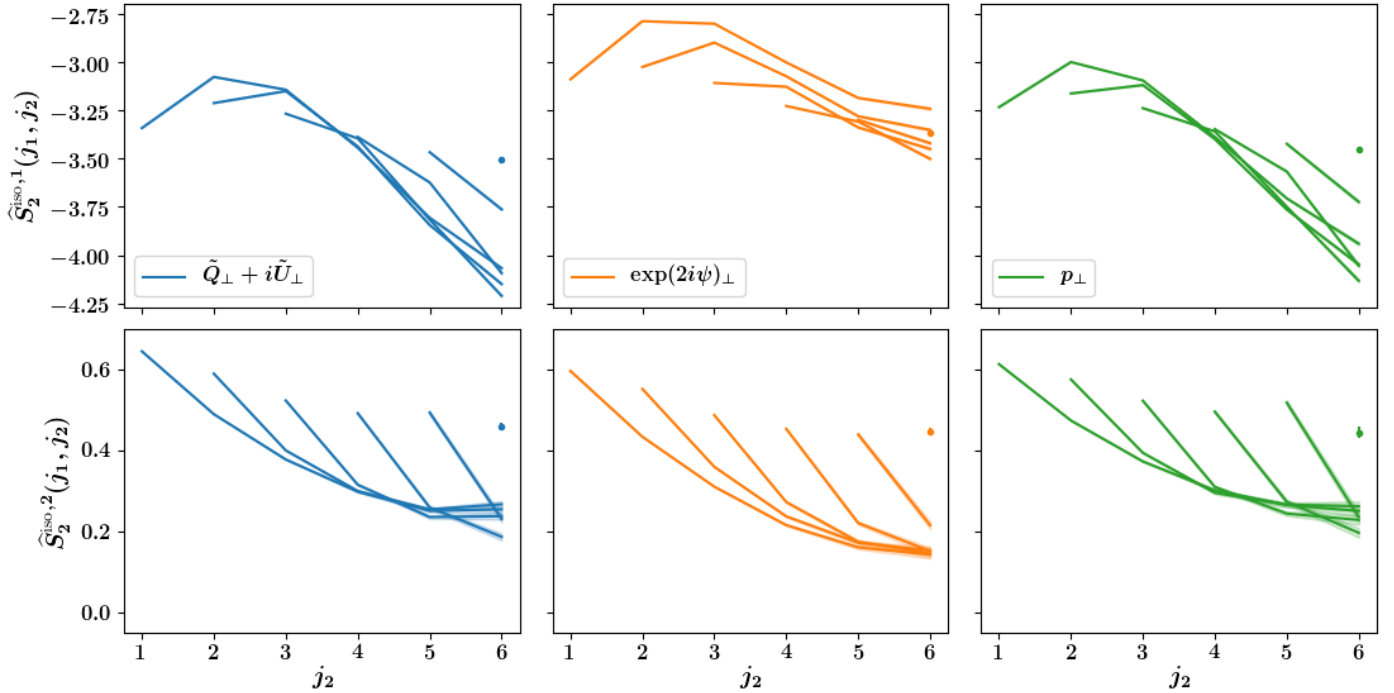 −2.75
−3.00
−3.25
−3.50
−3.75
−4.00
−4.25
Ŝ₂^{iso,1}(j₁, j₂)
Q̃⊥ + iŨ⊥
exp(2iψ)⊥
p⊥
0.6
0.4
0.2
0.0
Ŝ₂^{iso,2}(j₁, j₂)
1 2 3 4 5 6
1 2 3 4 5 6
1 2 3 4 5 6
j₂
j₂
j₂